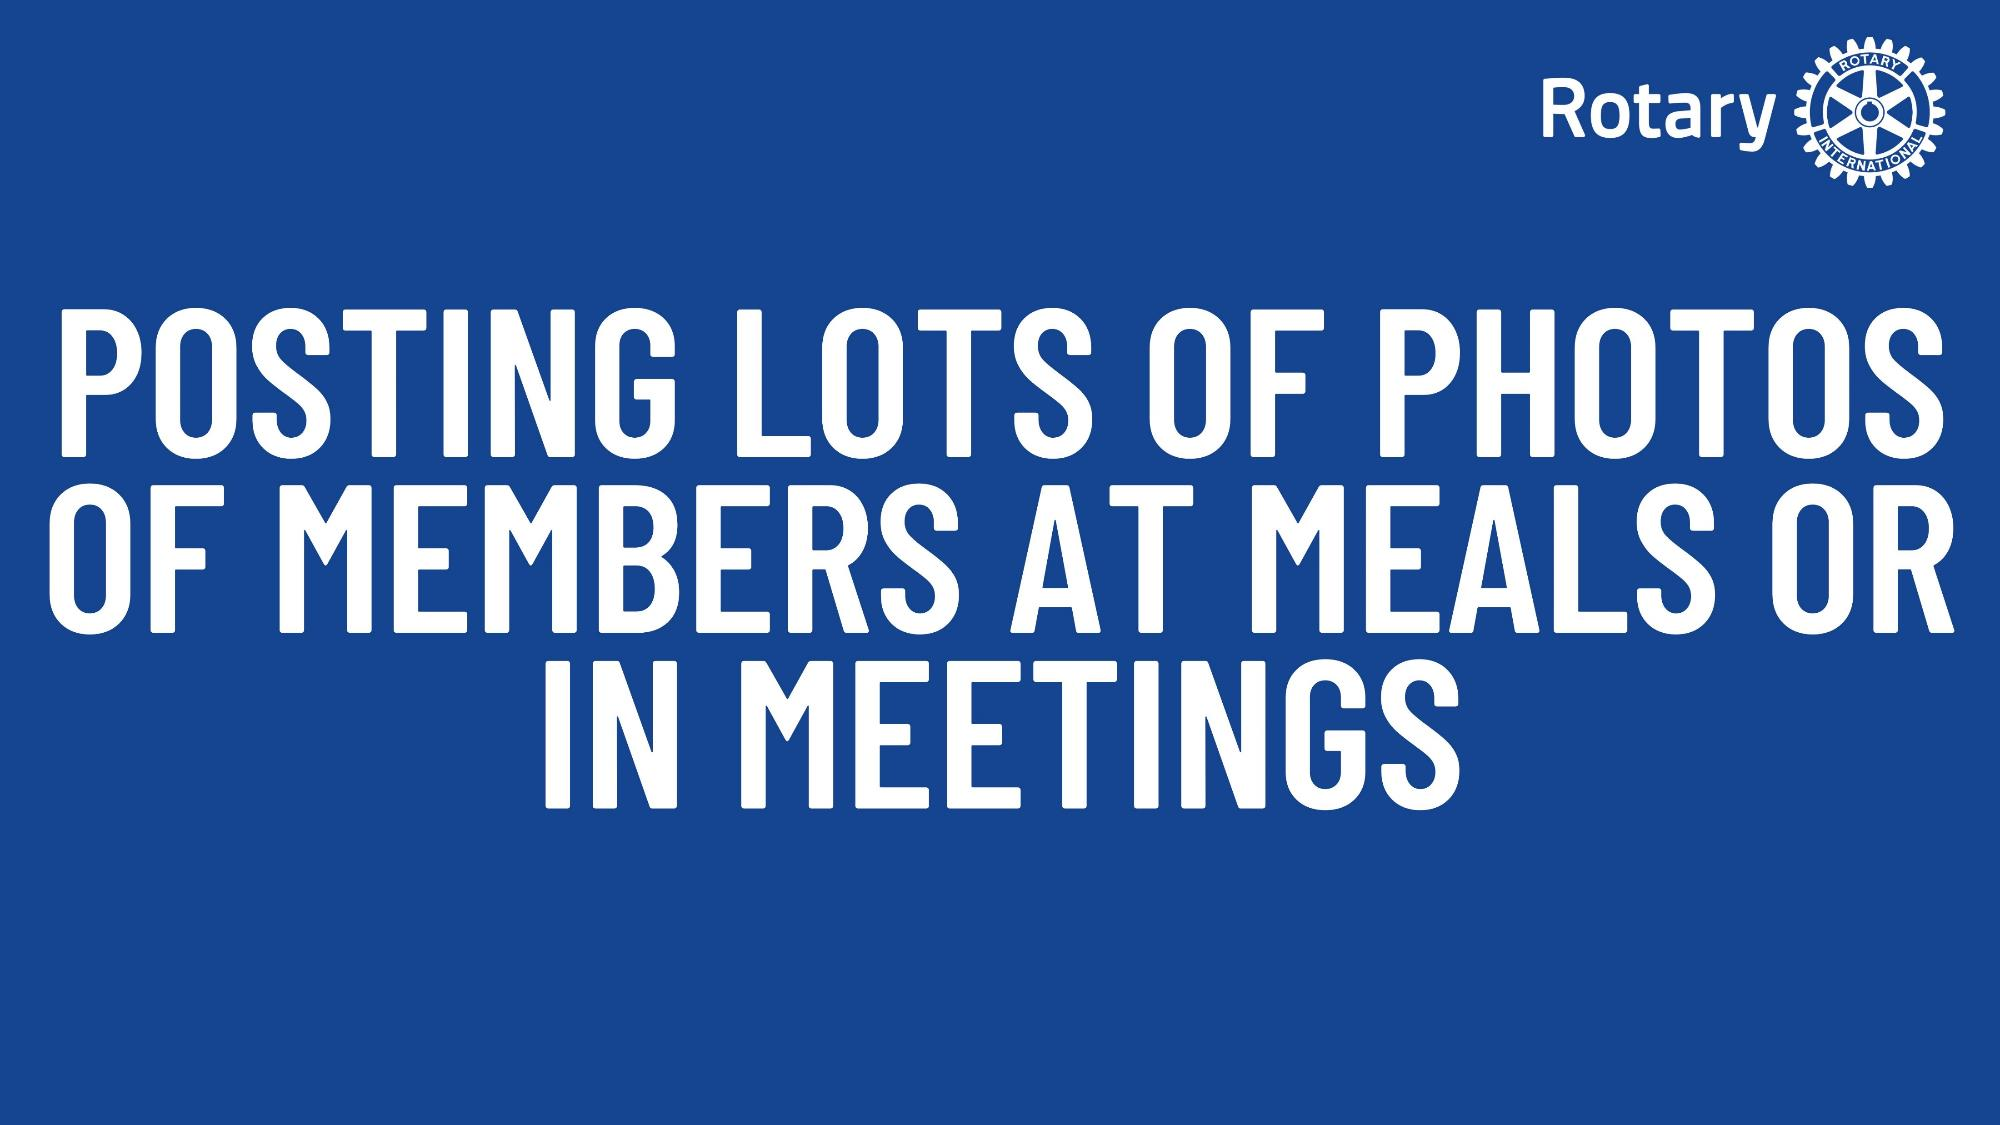 Rotary
ROTARY
INTERNATIONAL
POSTING LOTS OF PHOTOS
OF MEMBERS AT MEALS OR
IN MEETINGS